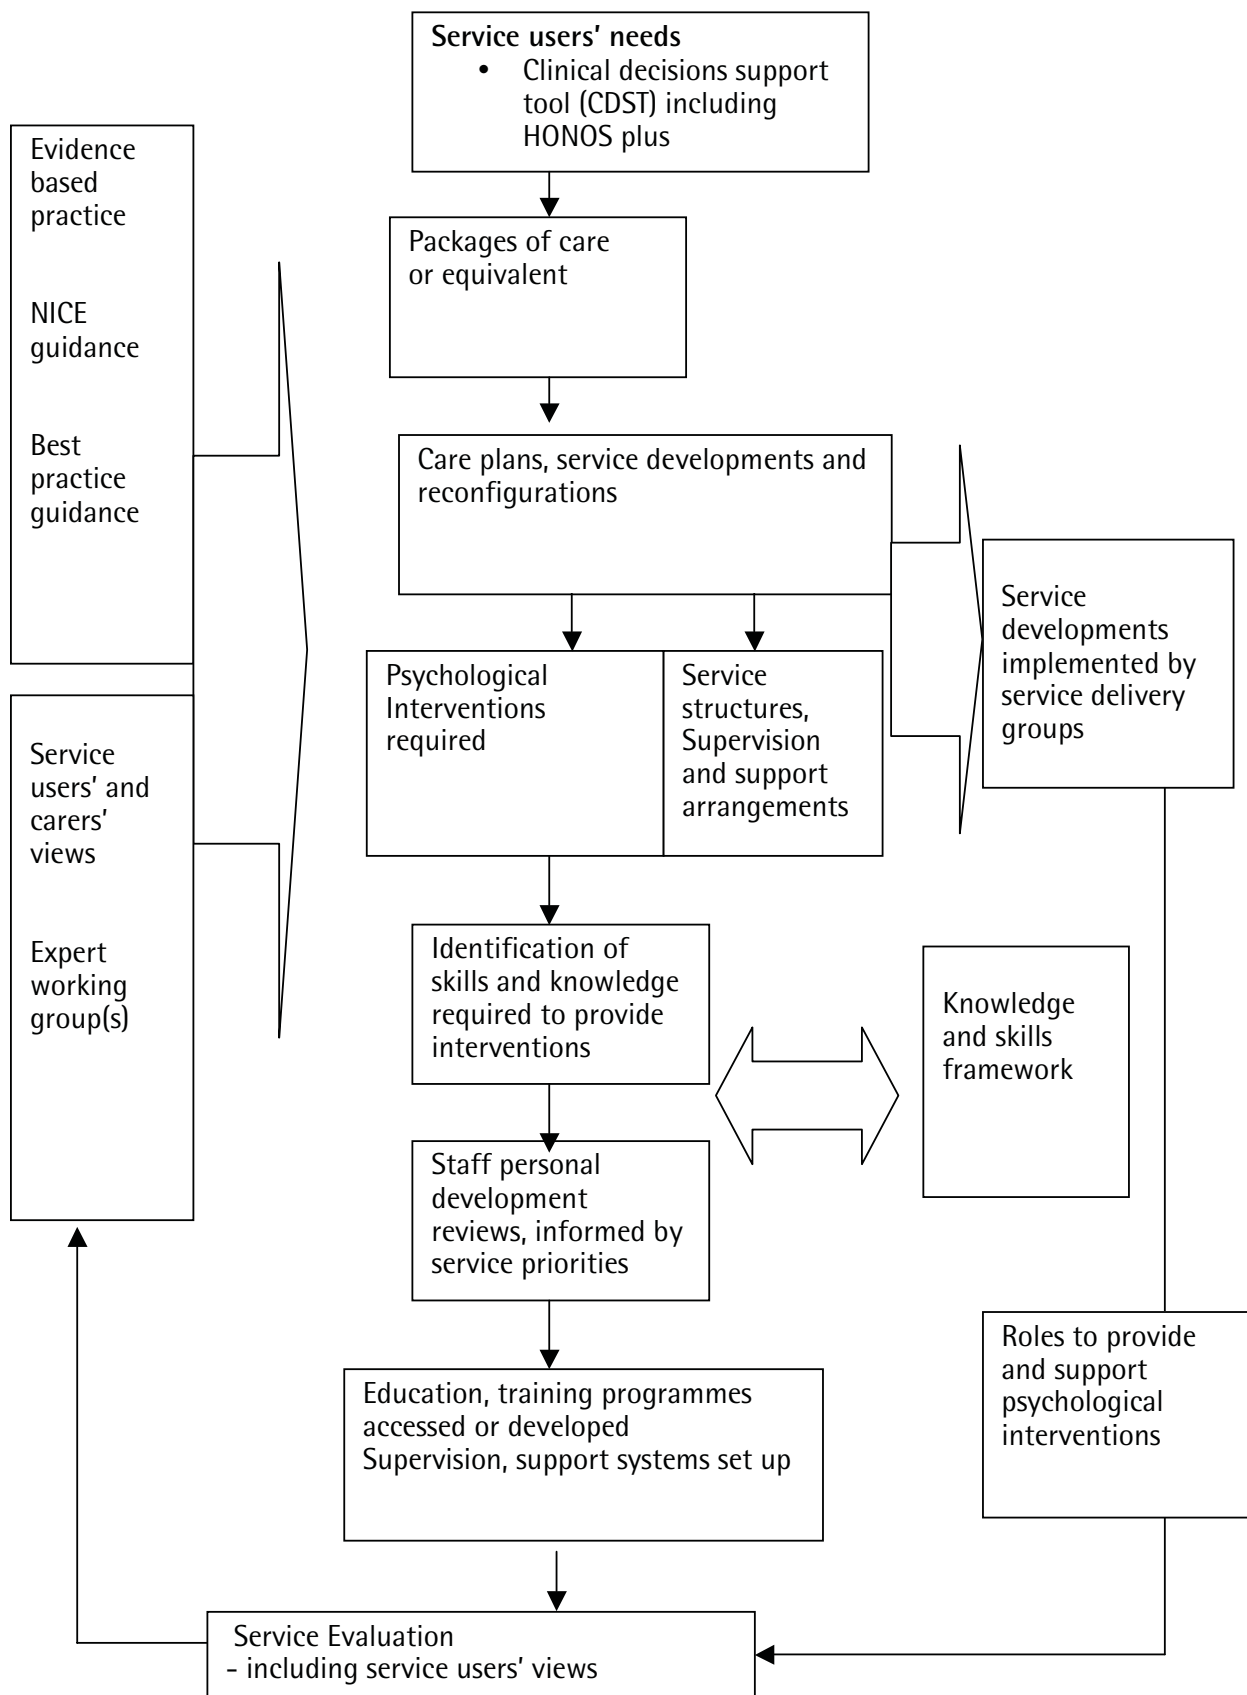 Service users’ needs
• Clinical decisions support
tool (CDST) including
HONOS plus
Evidence
based
practice
NICE
guidance
Best
practice
guidance
Packages of care
or equivalent
Care plans, service developments and
reconfigurations
Service
developments
implemented by
service delivery
groups
Psychological
Interventions
required
Service
structures,
Supervision
and support
arrangements
Service
users’ and
carers’
views
Expert
working
group(s)
Identification of
skills and knowledge
required to provide
interventions
Knowledge
and skills
framework
Staff personal
development
reviews, informed by
service priorities
Roles to provide
and support
psychological
interventions
Education, training programmes
accessed or developed
Supervision, support systems set up
Service Evaluation
- including service users’ views